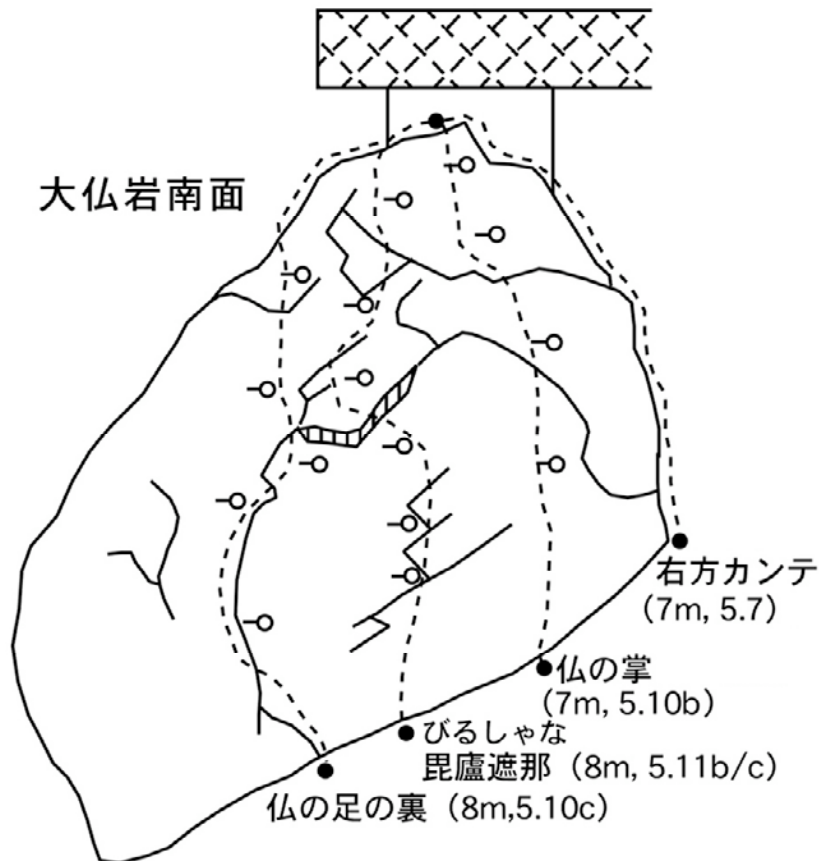 大仏岩南面
右方カンテ
(7m, 5.7)
仏の掌
(7m, 5.10b)
びるしゃな
毘盧遮那（8m, 5.11b/c)
仏の足の裏（8m,5.10c)